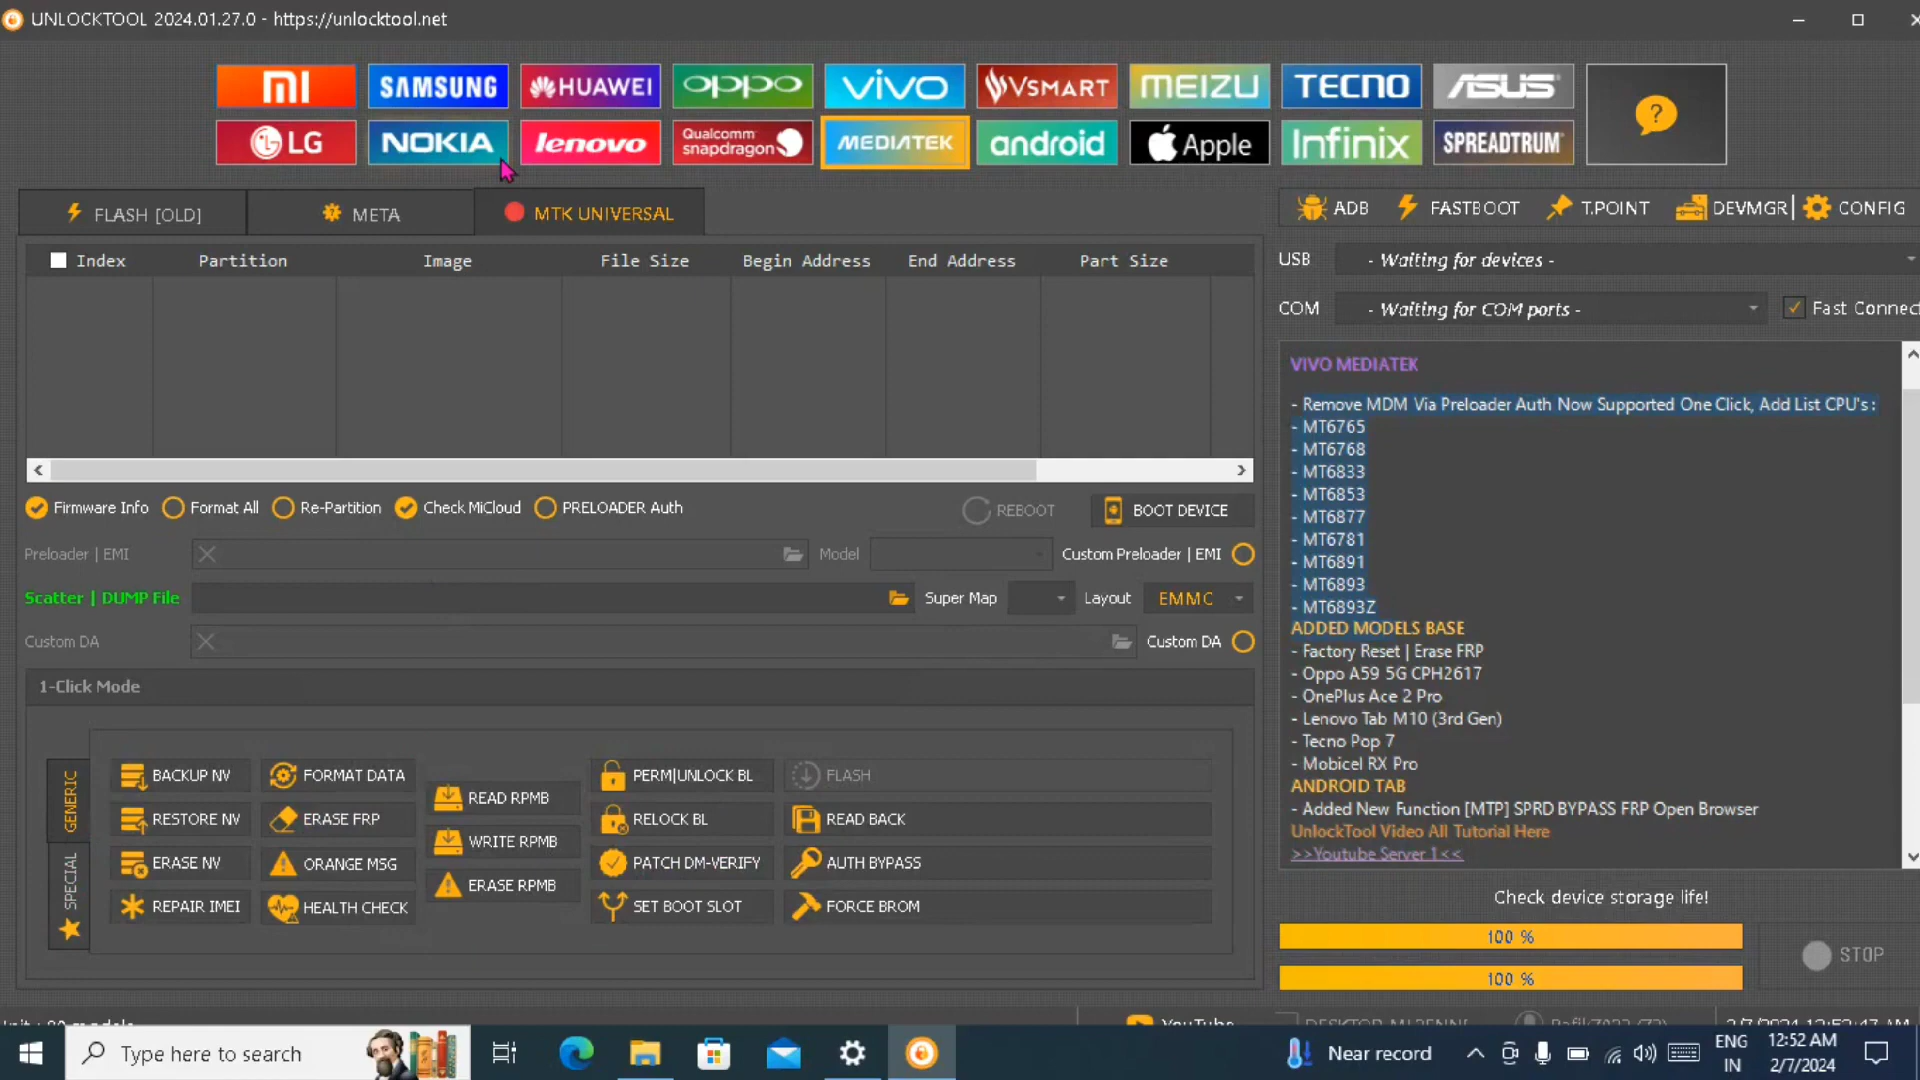 UNLOCKTOOL 2024.01.27.0 - https://unlocktool.net
MI SAMSUNG HUAWEI oppo vivo VSMART MEIZU TECNO ASUS ?
LG NOKIA lenovo Qualcomm snapdragon MEDIATEK android Apple Infinix SPREADTRUM
FLASH [OLD] META MTK UNIVERSAL
ADB FASTBOOT T.POINT DEVMGR CONFIG
Index Partition Image File Size Begin Address End Address Part Size
USB - Waiting for devices -
COM - Waiting for COM ports - Fast Connect
VIVO MEDIATEK
- Remove MDM Via Preloader Auth Now Supported One Click, Add List CPU's :
- MT6765
- MT6768
- MT6833
- MT6853
- MT6877
- MT6781
- MT6891
- MT6893
- MT6893Z
ADDED MODELS BASE
- Factory Reset | Erase FRP
- Oppo A59 5G CPH2617
- OnePlus Ace 2 Pro
- Lenovo Tab M10 (3rd Gen)
- Tecno Pop 7
- Mobicel RX Pro
ANDROID TAB
- Added New Function [MTP] SPRD BYPASS FRP Open Browser
UnlockTool Video All Tutorial Here
>>Youtube Server 1<<
Firmware Info Format All Re-Partition Check MiCloud PRELOADER Auth REBOOT BOOT DEVICE
Preloader | EMI Model Custom Preloader | EMI
Scatter | DUMP File Super Map Layout EMMC
Custom DA Custom DA
1-Click Mode
GENERIC
SPECIAL
BACKUP NV FORMAT DATA PERM|UNLOCK BL FLASH
READ RPMB
RESTORE NV ERASE FRP RELOCK BL READ BACK
WRITE RPMB
ERASE NV ORANGE MSG PATCH DM-VERIFY AUTH BYPASS
ERASE RPMB
REPAIR IMEI HEALTH CHECK SET BOOT SLOT FORCE BROM
Check device storage life!
100 %
100 %
STOP
YouTube
Type here to search
Near record
ENG
IN
12:52 AM
2/7/2024